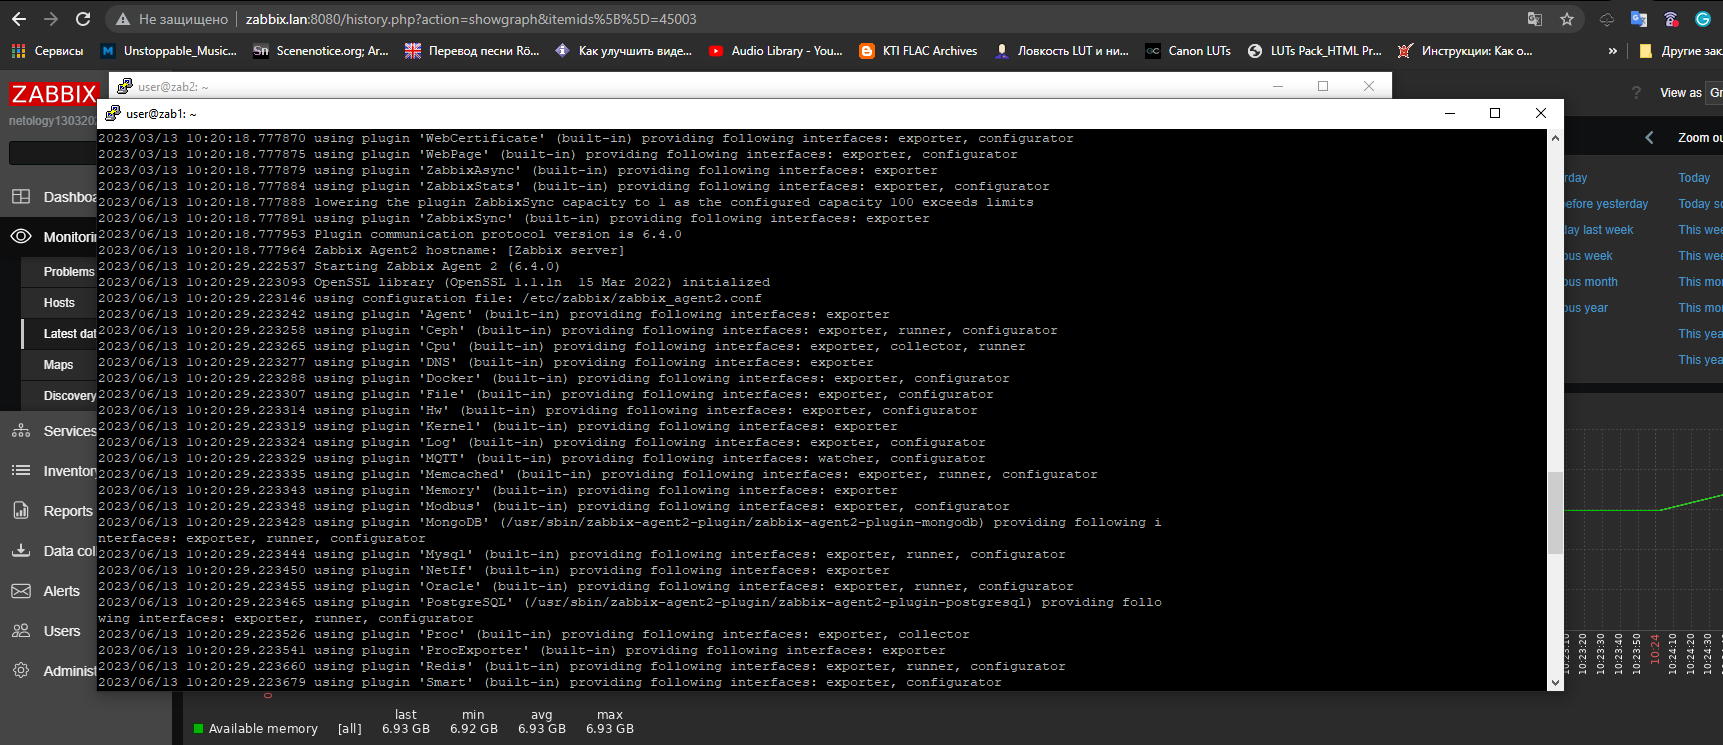 Не защищено | zabbix.lan:8080/history.php?action=showgraph&itemids%5B%5D=45003
Сервисы
Unstoppable_Music...
Scenenotice.org; Ar...
Перевод песни Rö...
Как улучшить виде...
Audio Library - You...
KTI FLAC Archives
Ловкость LUT и ни...
Canon LUTs
LUTs Pack_HTML Pr...
Инструкции: Как о...
»
Другие зак
ZABBIX
user@zab2: ~
? View as Gr
netology130320
user@zab1: ~
2023/03/13 10:20:18.777870 using plugin 'WebCertificate' (built-in) providing following interfaces: exporter, configurator
2023/03/13 10:20:18.777875 using plugin 'WebPage' (built-in) providing following interfaces: exporter, configurator
2023/03/13 10:20:18.777879 using plugin 'ZabbixAsync' (built-in) providing following interfaces: exporter
2023/06/13 10:20:18.777884 using plugin 'ZabbixStats' (built-in) providing following interfaces: exporter, configurator
2023/06/13 10:20:18.777888 lowering the plugin ZabbixSync capacity to 1 as the configured capacity 100 exceeds limits
2023/06/13 10:20:18.777891 using plugin 'ZabbixSync' (built-in) providing following interfaces: exporter
2023/06/13 10:20:18.777953 Plugin communication protocol version is 6.4.0
2023/06/13 10:20:18.777964 Zabbix Agent2 hostname: [Zabbix server]
2023/06/13 10:20:29.222537 Starting Zabbix Agent 2 (6.4.0)
2023/06/13 10:20:29.223093 OpenSSL library (OpenSSL 1.1.1n  15 Mar 2022) initialized
2023/06/13 10:20:29.223146 using configuration file: /etc/zabbix/zabbix_agent2.conf
2023/06/13 10:20:29.223242 using plugin 'Agent' (built-in) providing following interfaces: exporter
2023/06/13 10:20:29.223258 using plugin 'Ceph' (built-in) providing following interfaces: exporter, runner, configurator
2023/06/13 10:20:29.223265 using plugin 'Cpu' (built-in) providing following interfaces: exporter, collector, runner
2023/06/13 10:20:29.223277 using plugin 'DNS' (built-in) providing following interfaces: exporter
2023/06/13 10:20:29.223288 using plugin 'Docker' (built-in) providing following interfaces: exporter, configurator
2023/06/13 10:20:29.223307 using plugin 'File' (built-in) providing following interfaces: exporter, configurator
2023/06/13 10:20:29.223314 using plugin 'Hw' (built-in) providing following interfaces: exporter, configurator
2023/06/13 10:20:29.223319 using plugin 'Kernel' (built-in) providing following interfaces: exporter
2023/06/13 10:20:29.223324 using plugin 'Log' (built-in) providing following interfaces: exporter, configurator
2023/06/13 10:20:29.223329 using plugin 'MQTT' (built-in) providing following interfaces: watcher, configurator
2023/06/13 10:20:29.223335 using plugin 'Memcached' (built-in) providing following interfaces: exporter, runner, configurator
2023/06/13 10:20:29.223343 using plugin 'Memory' (built-in) providing following interfaces: exporter
2023/06/13 10:20:29.223348 using plugin 'Modbus' (built-in) providing following interfaces: exporter, configurator
2023/06/13 10:20:29.223428 using plugin 'MongoDB' (/usr/sbin/zabbix-agent2-plugin/zabbix-agent2-plugin-mongodb) providing following i
nterfaces: exporter, runner, configurator
2023/06/13 10:20:29.223444 using plugin 'Mysql' (built-in) providing following interfaces: exporter, runner, configurator
2023/06/13 10:20:29.223450 using plugin 'NetIf' (built-in) providing following interfaces: exporter
2023/06/13 10:20:29.223455 using plugin 'Oracle' (built-in) providing following interfaces: exporter, runner, configurator
2023/06/13 10:20:29.223465 using plugin 'PostgreSQL' (/usr/sbin/zabbix-agent2-plugin/zabbix-agent2-plugin-postgresql) providing follo
wing interfaces: exporter, runner, configurator
2023/06/13 10:20:29.223526 using plugin 'Proc' (built-in) providing following interfaces: exporter, collector
2023/06/13 10:20:29.223541 using plugin 'ProcExporter' (built-in) providing following interfaces: exporter
2023/06/13 10:20:29.223660 using plugin 'Redis' (built-in) providing following interfaces: exporter, runner, configurator
2023/06/13 10:20:29.223679 using plugin 'Smart' (built-in) providing following interfaces: exporter, configurator
Dashboa
Monitorin
Problems
Hosts
Latest dat
Maps
Discovery
Services
Inventory
Reports
Data coll
Alerts
Users
Administ
Zoom ou
rday Today
efore yesterday Today so
lay last week This wee
ous week This wee
ous month This mo
ous year This mo
This yea
This yea
10:23:10
10:23:20
10:23:30
10:23:40
10:23:50
10:24
10:24:10
10:24:20
10:24:30
0
last min avg max
Available memory [all] 6.93 GB 6.92 GB 6.93 GB 6.93 GB